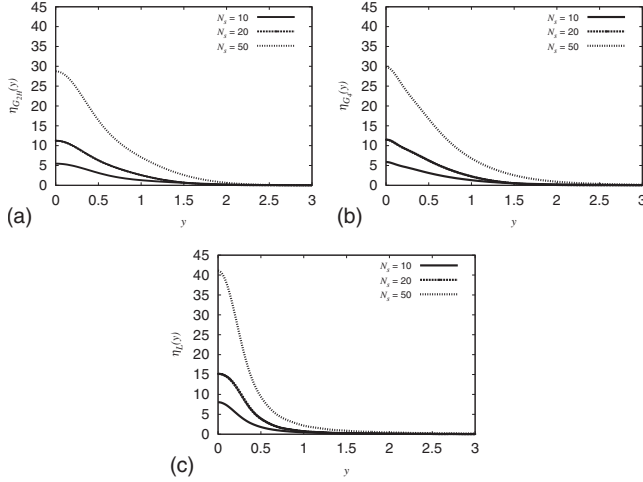 45
40
35
30
25
20
15
10
5
0
η_{G_{2H}}(y)
N_s = 10
N_s = 20
N_s = 50
0 0.5 1 1.5 2 2.5 3
y
(a)
45
40
35
30
25
20
15
10
5
0
η_{G_4}(y)
N_s = 10
N_s = 20
N_s = 50
0 0.5 1 1.5 2 2.5 3
y
(b)
45
40
35
30
25
20
15
10
5
0
η_L(y)
N_s = 10
N_s = 20
N_s = 50
0 0.5 1 1.5 2 2.5 3
y
(c)